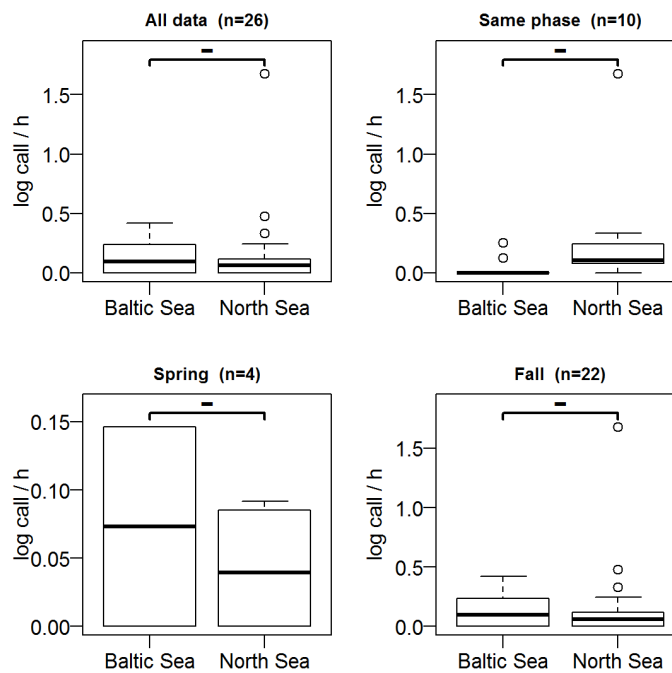 All data (n=26)
log call / h
1.5
1.0
0.5
0.0
Baltic Sea North Sea
Same phase (n=10)
log call / h
1.5
1.0
0.5
0.0
Baltic Sea North Sea
Spring (n=4)
log call / h
0.15
0.10
0.05
0.00
Baltic Sea North Sea
Fall (n=22)
log call / h
1.5
1.0
0.5
0.0
Baltic Sea North Sea